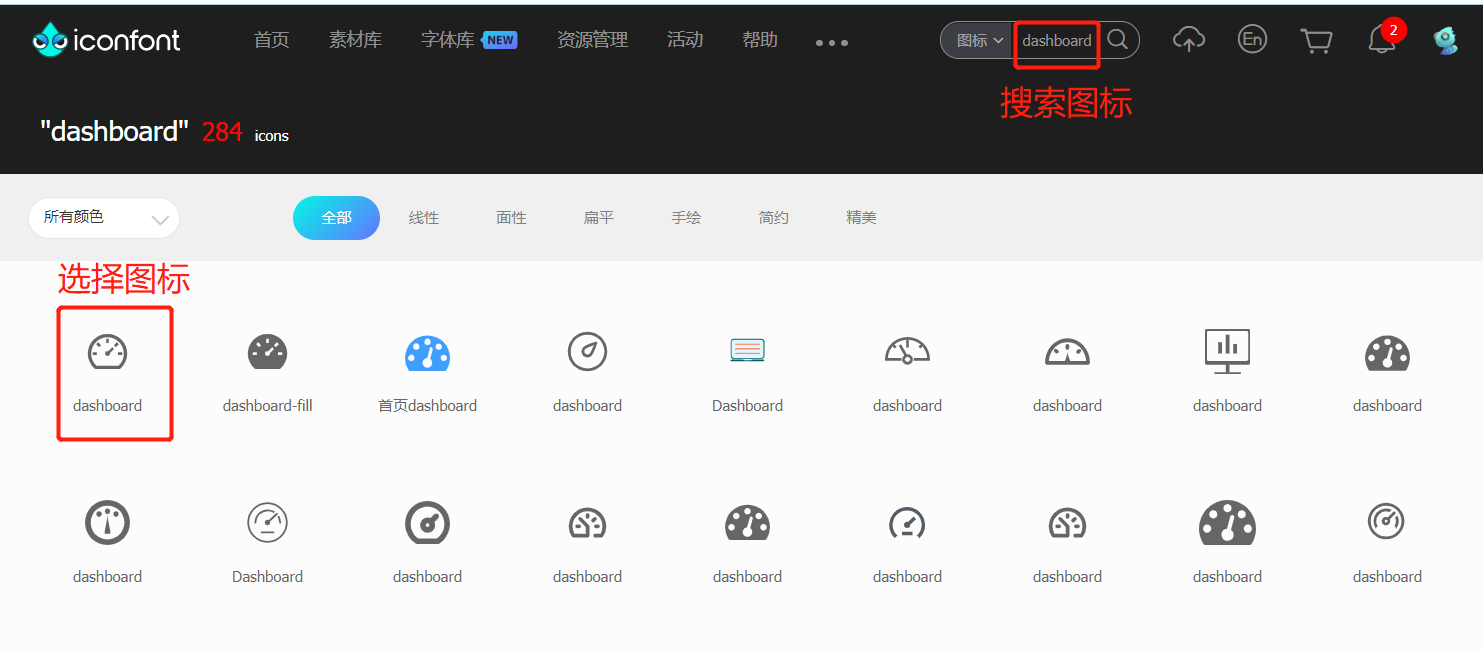 iconfont 首页 素材库 字体库 NEW 资源管理 活动 帮助 图标 dashboard En 2
搜索图标
"dashboard" 284 icons
所有颜色 全部 线性 面性 扁平 手绘 简约 精美
选择图标
dashboard dashboard-fill 首页dashboard dashboard Dashboard dashboard dashboard dashboard dashboard
dashboard Dashboard dashboard dashboard dashboard dashboard dashboard dashboard dashboard